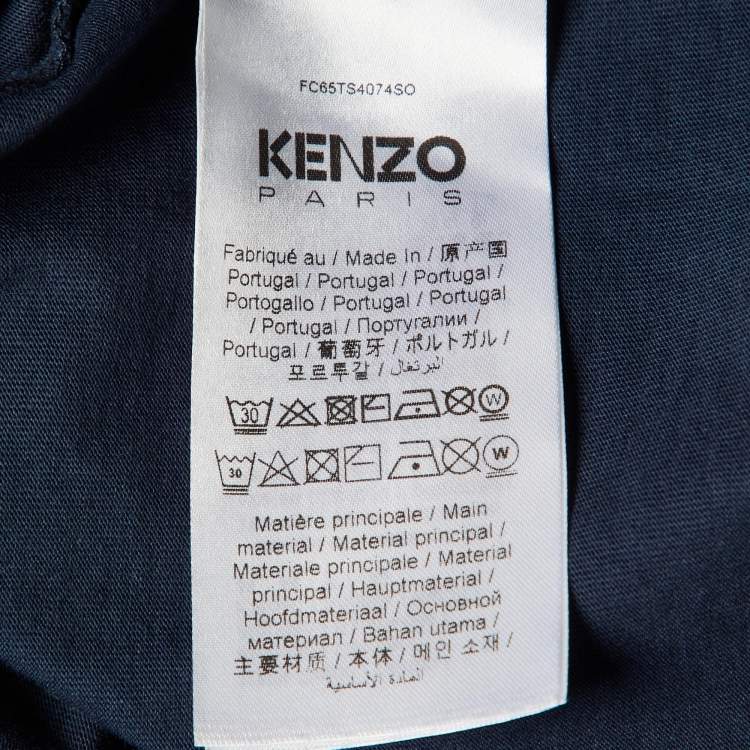 FC65TS4074SO
KENZO
PARIS
Fabriqué au / Made In / 原产国
Portugal / Portugal / Portugal /
Portogallo / Portugal / Portugal
/ Portugal / Португалии /
Portugal / 葡萄牙 / ポルトガル /
포르투갈 / البرتغال
30 W
30 W
Matière principale / Main
material / Material principal /
Materiale principale / Material
principal / Hauptmaterial /
Hoofdmateriaal / Основной
материал / Bahan utama /
主要材质 / 本体 / 메인 소재 /
المادة الأساسية